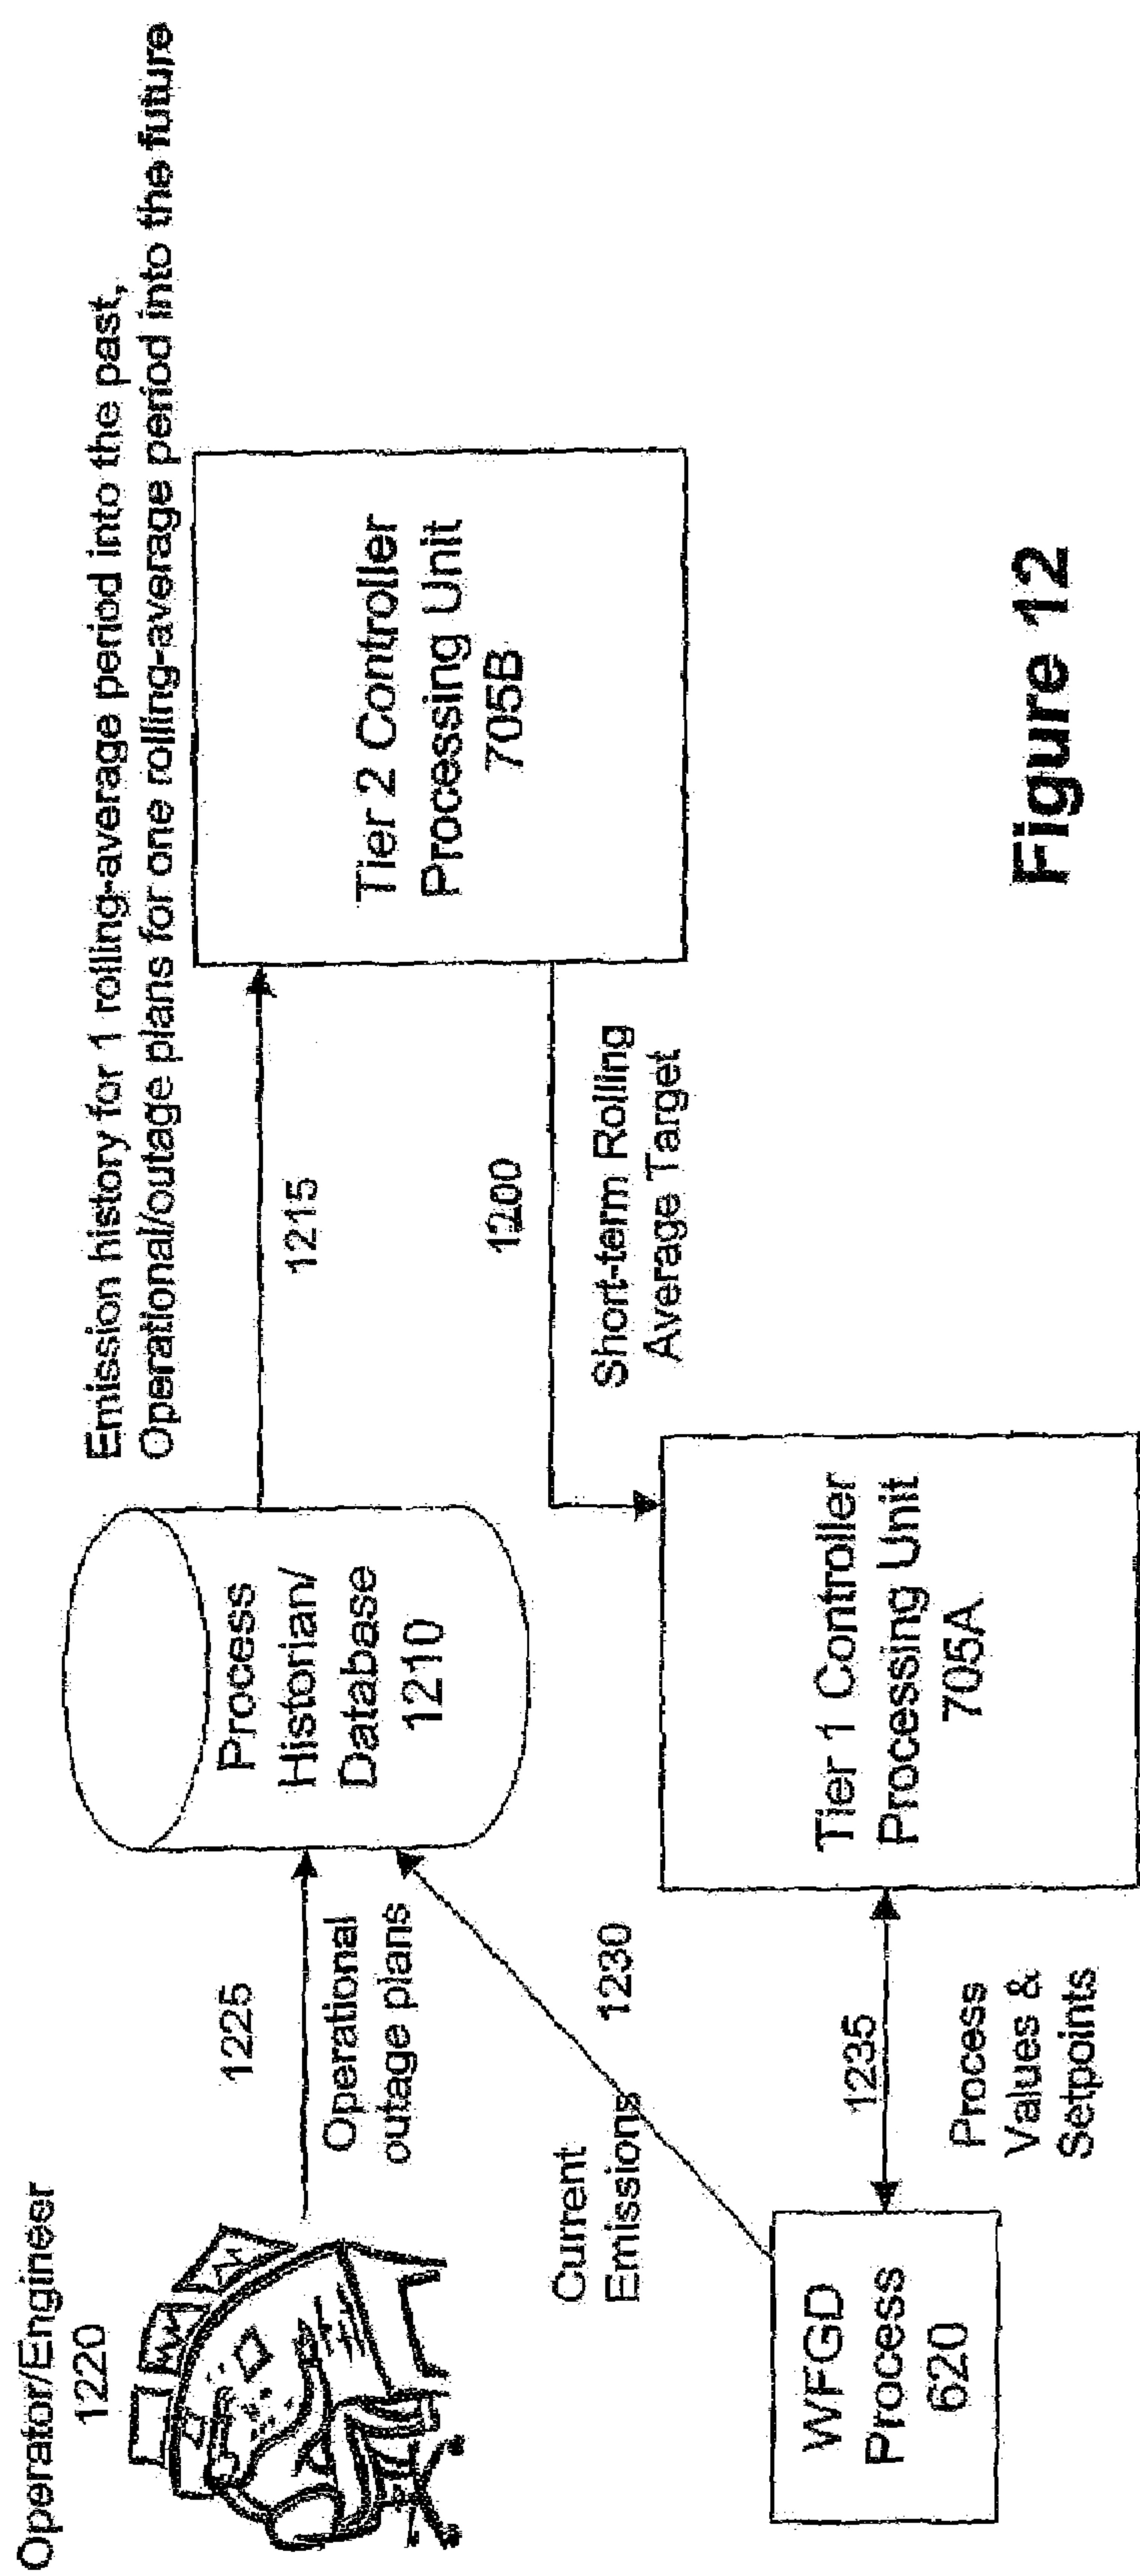 Emission history for 1 rolling-average period into the past,
Operational/outage plans for one rolling-average period into the future
Operator/Engineer
1220
1225
Operational
outage plans
Process
Historian/
Database
1210
1215
Tier 2 Controller
Processing Unit
705B
1200
Short-term Rolling
Average Target
Current
Emissions
1230
WFGD
Process
620
1235
Process
Values &
Setpoints
Tier 1 Controller
Processing Unit
705A
Figure 12